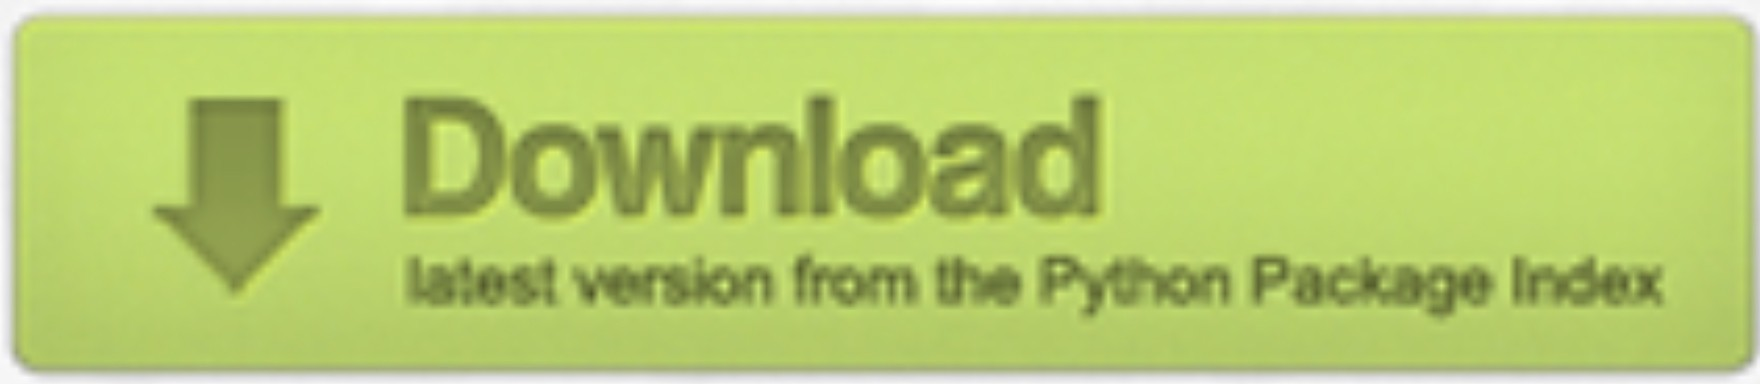 Download
latest version from the Python Package Index